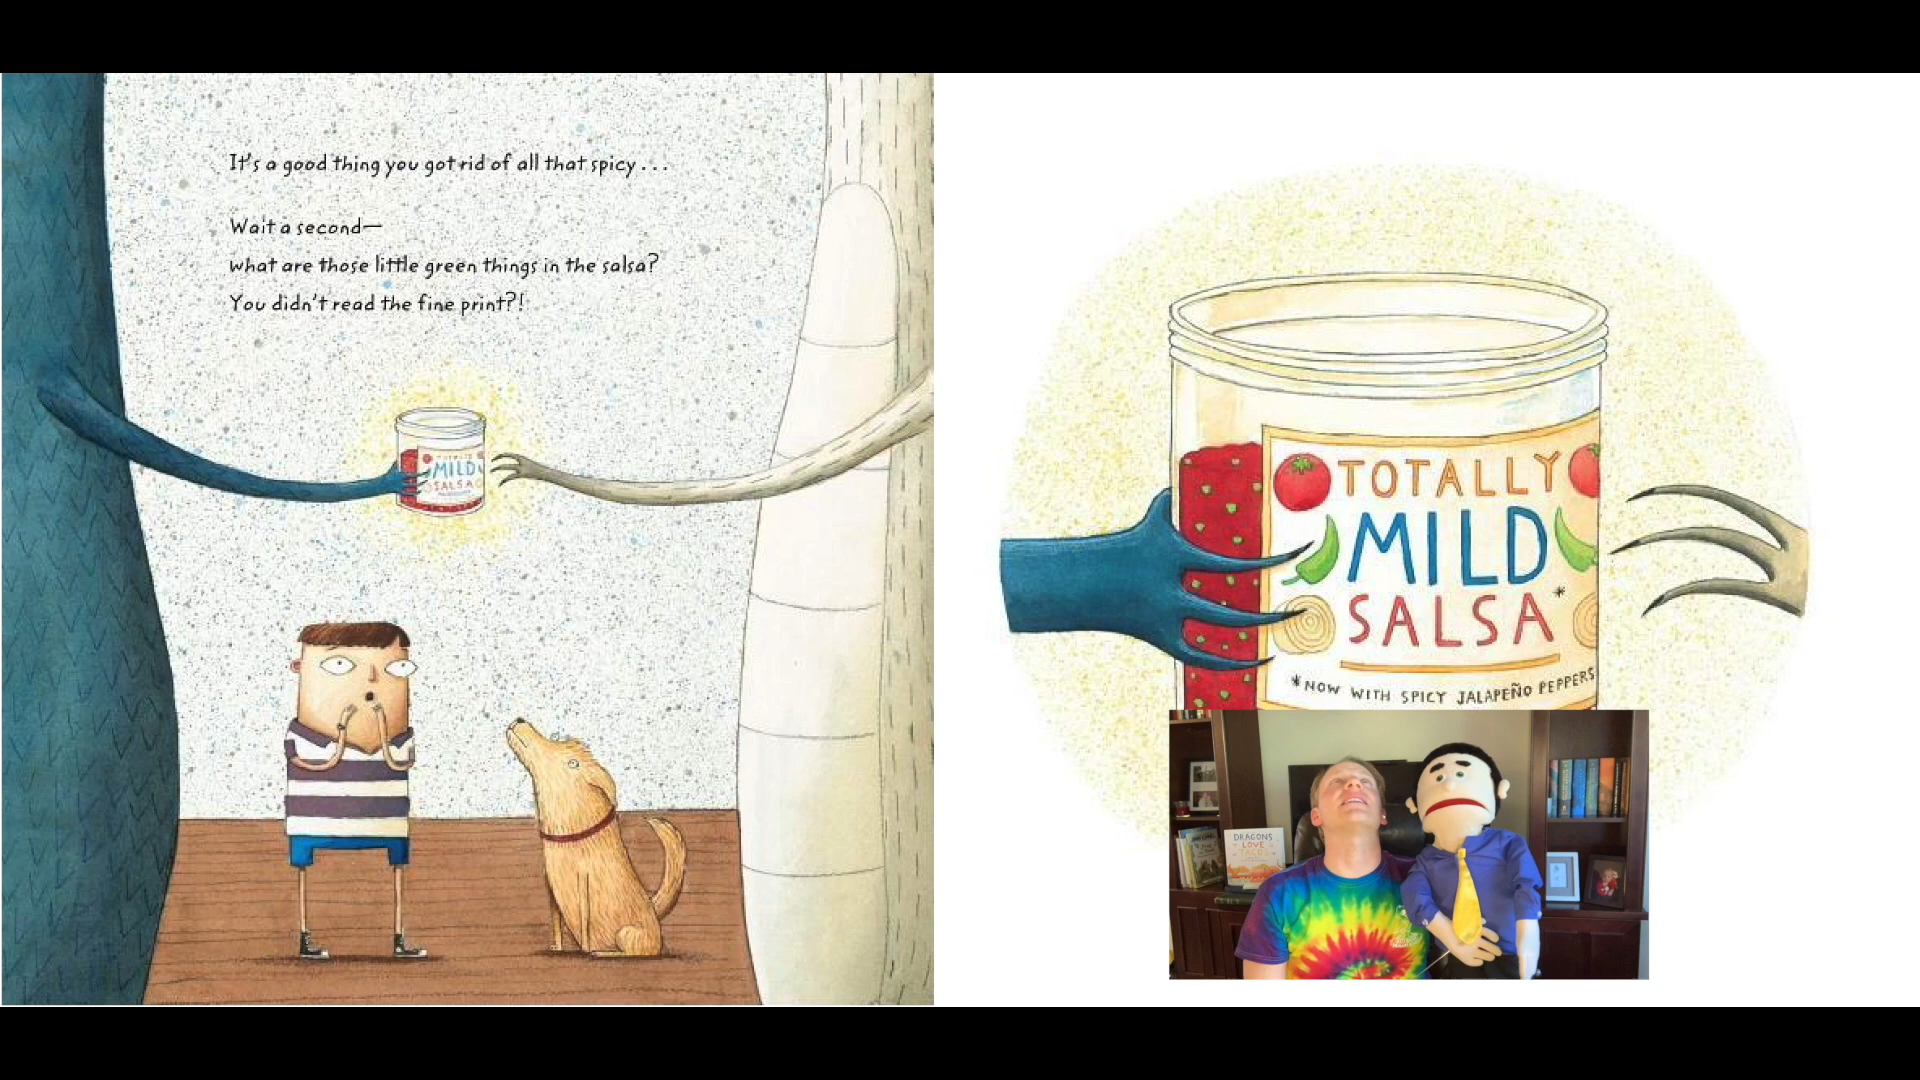 It's a good thing you got rid of all that spicy . . .
Wait a second—
what are those little green things in the salsa?
You didn't read the fine print?!
TOTALLY
MILD
SALSA
TOTALLY
MILD
SALSA*
*NOW WITH SPICY JALAPEÑO PEPPERS
DRAGONS
LOVE
TACOS